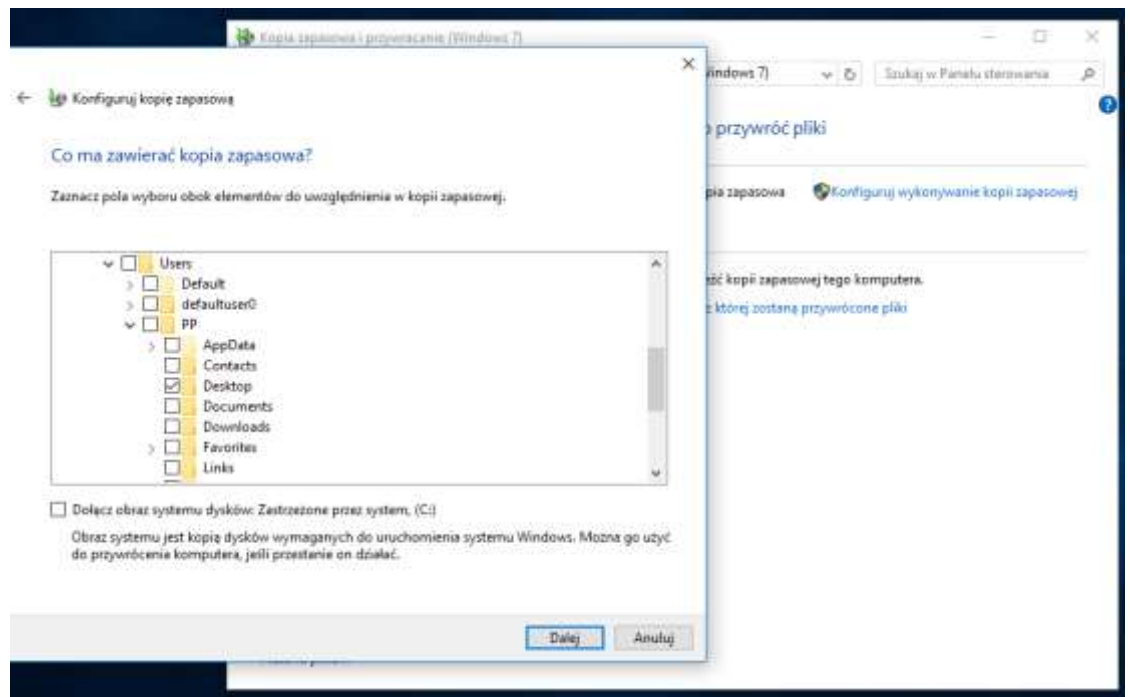 Kopia zapasowa i przywracanie (Windows 7)
Windows 7)
Szukaj w Panelu sterowania
Konfiguruj kopię zapasową
przywróć pliki
Co ma zawierać kopia zapasowa?
Zaznacz pola wyboru obok elementów do uwzględnienia w kopii zapasowej.
pia zapasowa
Konfiguruj wykonywanie kopii zapasowej
Users
Default
defaultuser0
PP
AppData
Contacts
Desktop
Documents
Downloads
Favorites
Links
kopii zapasowej tego komputera.
z której zostaną przywrócone pliki
Dołącz obraz systemu dysków: Zastrzeżone przez system, (C:)
Obraz systemu jest kopią dysków wymaganych do uruchomienia systemu Windows. Można go użyć
do przywrócenia komputera, jeśli przestanie on działać.
Dalej
Anuluj